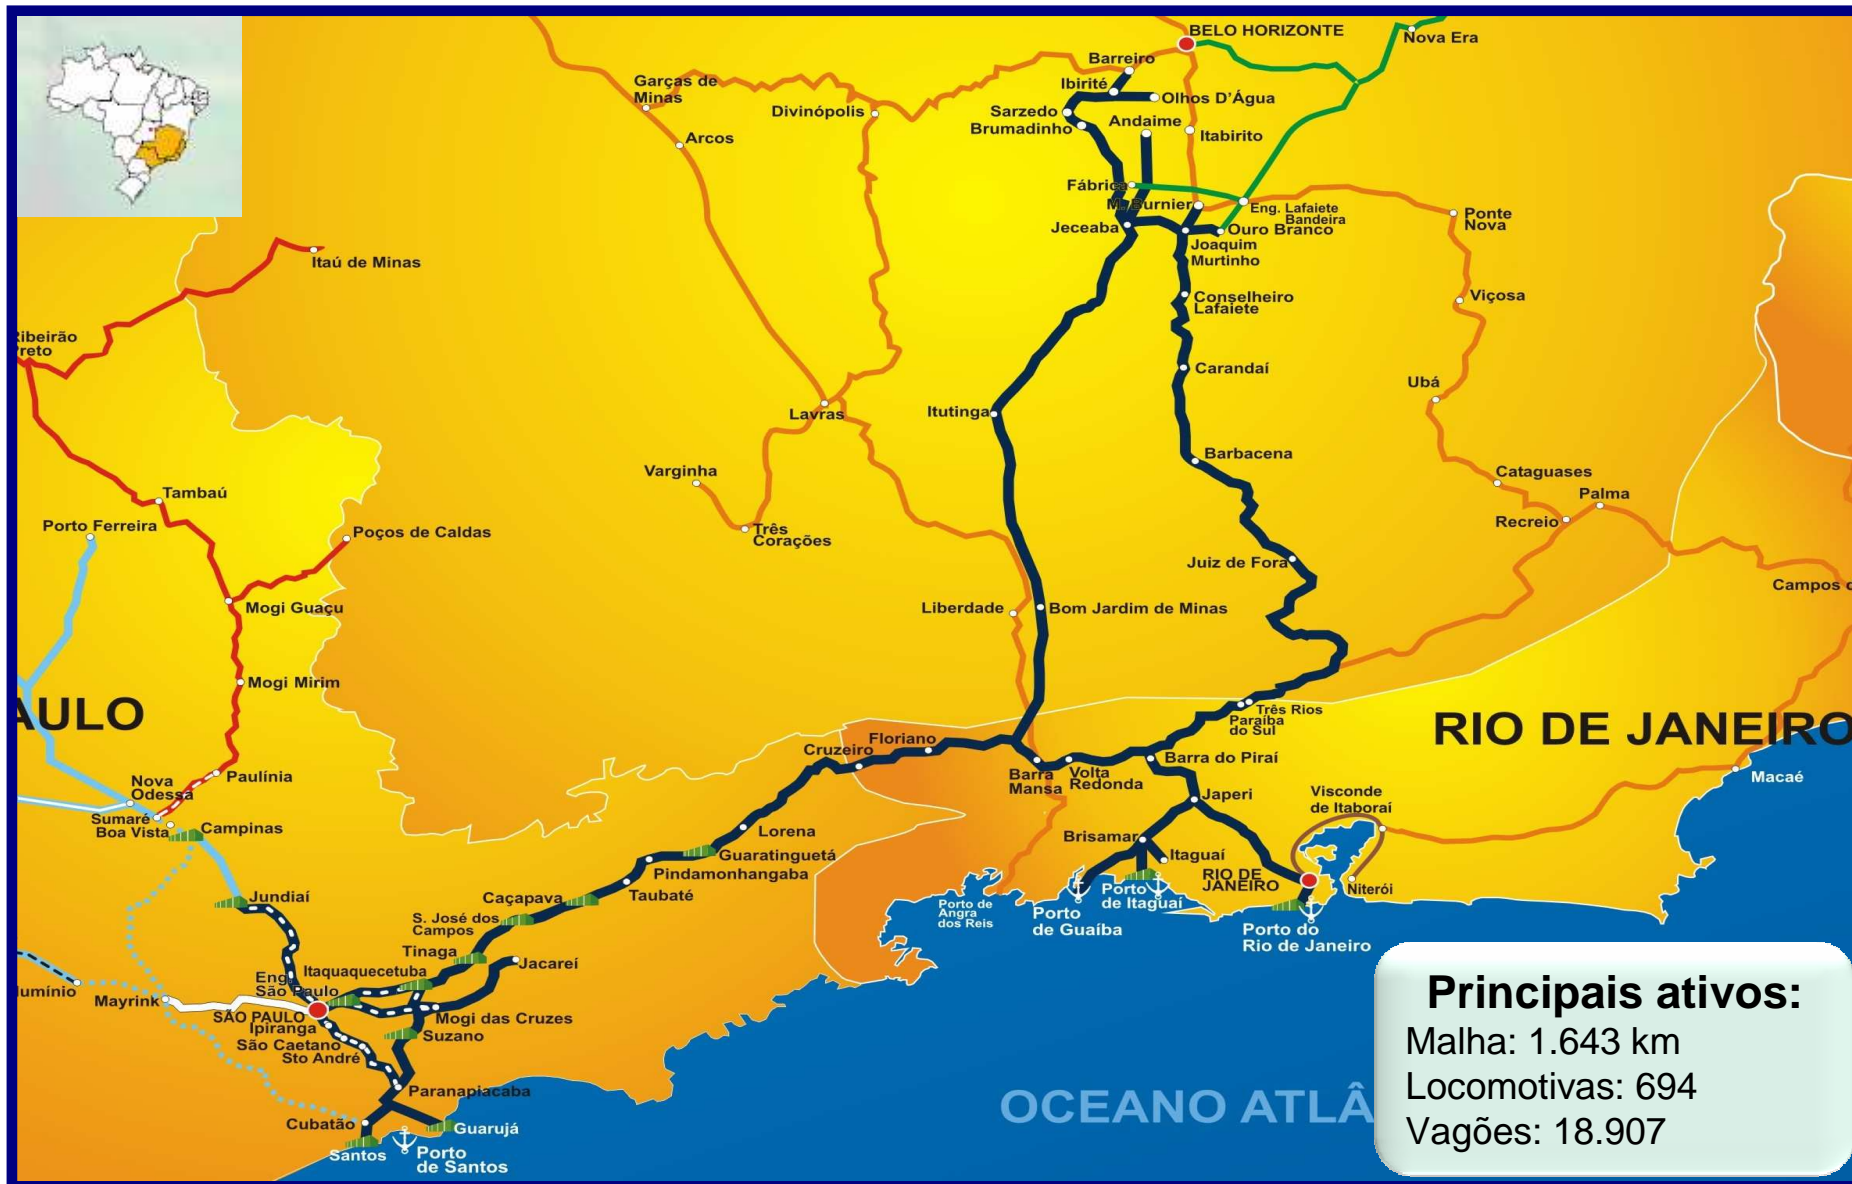 BELO HORIZONTE
Nova Era
Barreiro
Garças de
Minas
Ibirité
Olhos D'Água
Divinópolis
Sarzedo
Brumadinho
Andaime
Itabirito
Arcos
Fábrica
M. Burnier
Eng. Lafaiete
Bandeira
Ponte
Nova
Jeceaba
Ouro Branco
Joaquim
Murtinho
Itaú de Minas
Conselheiro
Lafaiete
Viçosa
Ribeirão
Preto
Carandaí
Ubá
Lavras
Itutinga
Barbacena
Varginha
Cataguases
Palma
Tambaú
Recreio
Porto Ferreira
Poços de Caldas
Três
Corações
Juiz de Fora
Campos
Mogi Guaçu
Liberdade
Bom Jardim de Minas
Mogi Mirim
AULO
Três Rios
Paraíba
do Sul
RIO DE JANEIRO
Floriano
Cruzeiro
Barra
Mansa
Volta
Redonda
Barra do Piraí
Nova
Odessa
Paulínia
Macaé
Japeri
Visconde
de Itaboraí
Sumaré
Boa Vista
Campinas
Lorena
Brisamar
Guaratinguetá
Itaguaí
Pindamonhangaba
RIO DE
JANEIRO
Niterói
Jundiaí
Caçapava
Taubaté
Porto
de Itaguaí
Porto de
Angra
dos Reis
Porto
de Guaíba
Porto do
Rio de Janeiro
S. José dos
Campos
Tinaga
Jacareí
Itaquaquecetuba
Eng.
São Paulo
lumínio
Mayrink
SÃO PAULO
Ipiranga
São Caetano
Sto André
Mogi das Cruzes
Suzano
Paranapiacaba
Cubatão
Guarujá
Santos
Porto
de Santos
OCEANO ATLÂ
Principais ativos:
Malha: 1.643 km
Locomotivas: 694
Vagões: 18.907